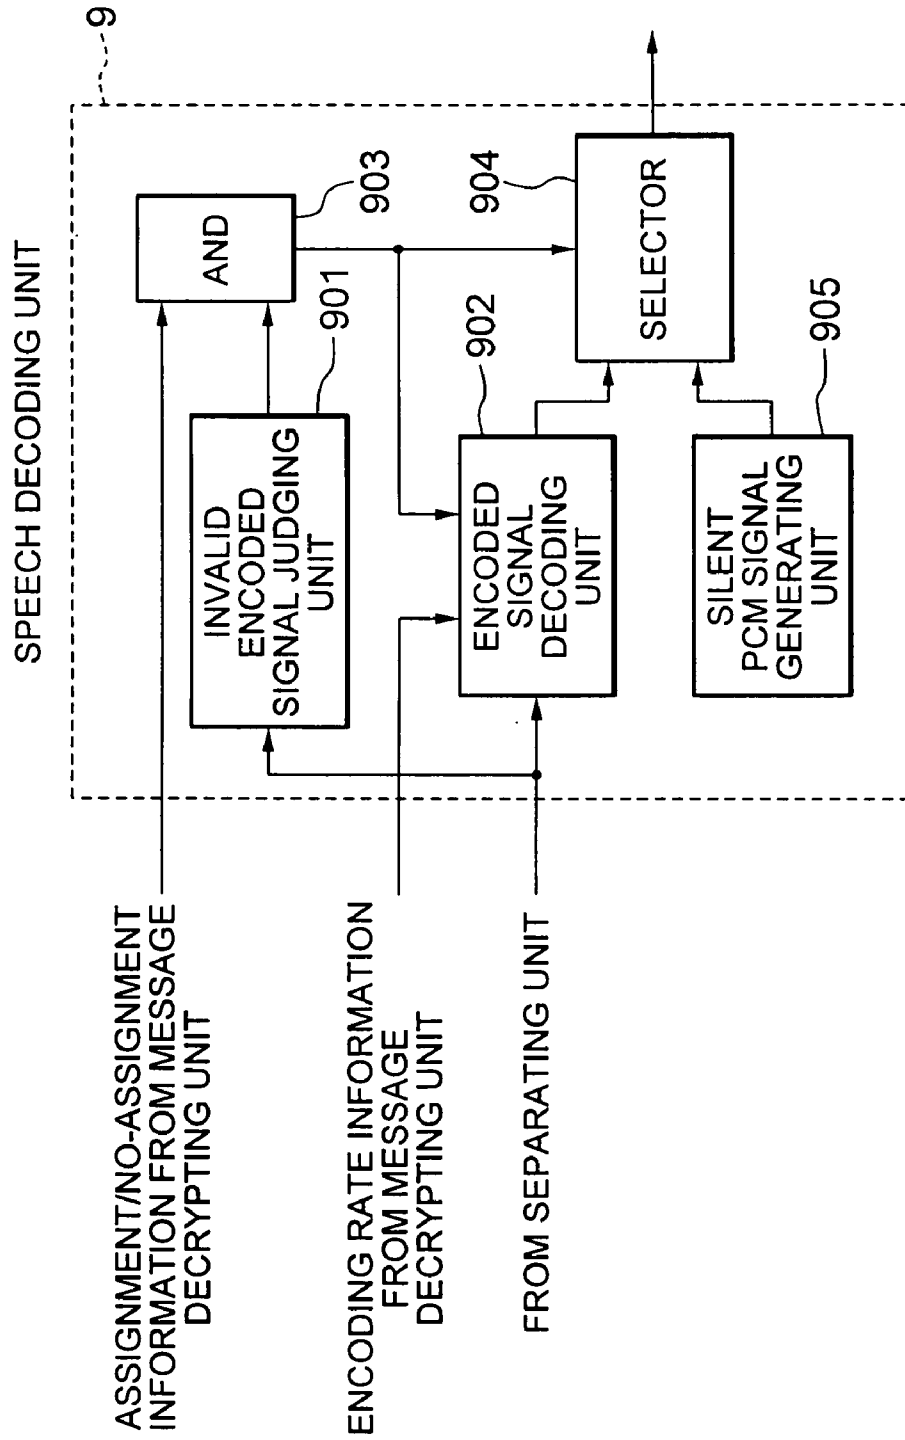 SPEECH DECODING UNIT
9
ASSIGNMENT/NO-ASSIGNMENT
INFORMATION FROM MESSAGE
DECRYPTING UNIT
ENCODING RATE INFORMATION
FROM MESSAGE
DECRYPTING UNIT
FROM SEPARATING UNIT
INVALID
ENCODED
SIGNAL JUDGING
UNIT
901
AND
903
ENCODED
SIGNAL
DECODING
UNIT
902
SELECTOR
904
SILENT
PCM SIGNAL
GENERATING
UNIT
905